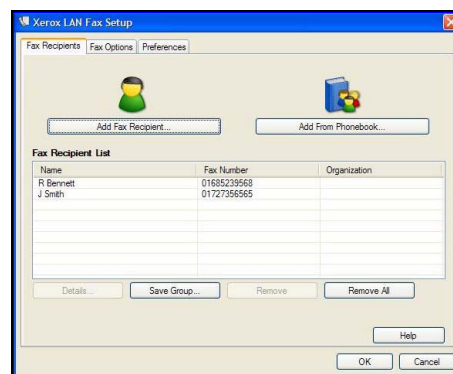 Xerox LAN Fax Setup
Fax Recipients Fax Options Preferences
Add Fax Recipient... Add From Phonebook...
Fax Recipient List
Name Fax Number Organization
R Bennett 01685239568
J Smith 01727356565
Details... Save Group... Remove Remove All
Help
OK Cancel